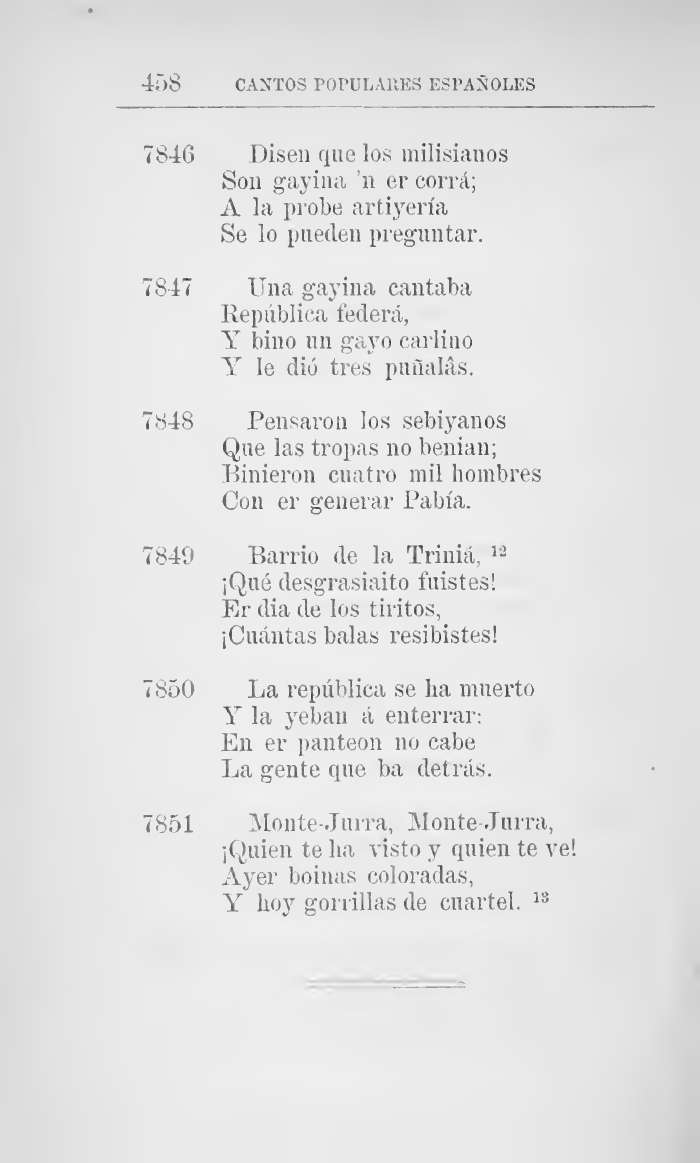 458 CANTOS POPULARES ESPAÑOLES
7846 Disen que los milisianos
Son gayina 'n er corrá;
A la probe artiyería
Se lo pueden preguntar.
7847 Una gayina cantaba
República federá,
Y bino un gayo carlino
Y le dió tres puñalâs.
7848 Pensaron los sebiyanos
Que las tropas no benian;
Binieron cuatro mil hombres
Con er generar Pabía.
7849 Barrio de la Triniá, 12
¡Qué desgrasiaito fuistes!
Er dia de los tiritos,
¡Cuántas balas resibistes!
7850 La república se ha muerto
Y la yeban á enterrar:
En er panteon no cabe
La gente que ba detrás.
7851 Monte-Jurra, Monte-Jurra,
¡Quien te ha visto y quien te ve!
Ayer boinas coloradas,
Y hoy gorrillas de cuartel. 13